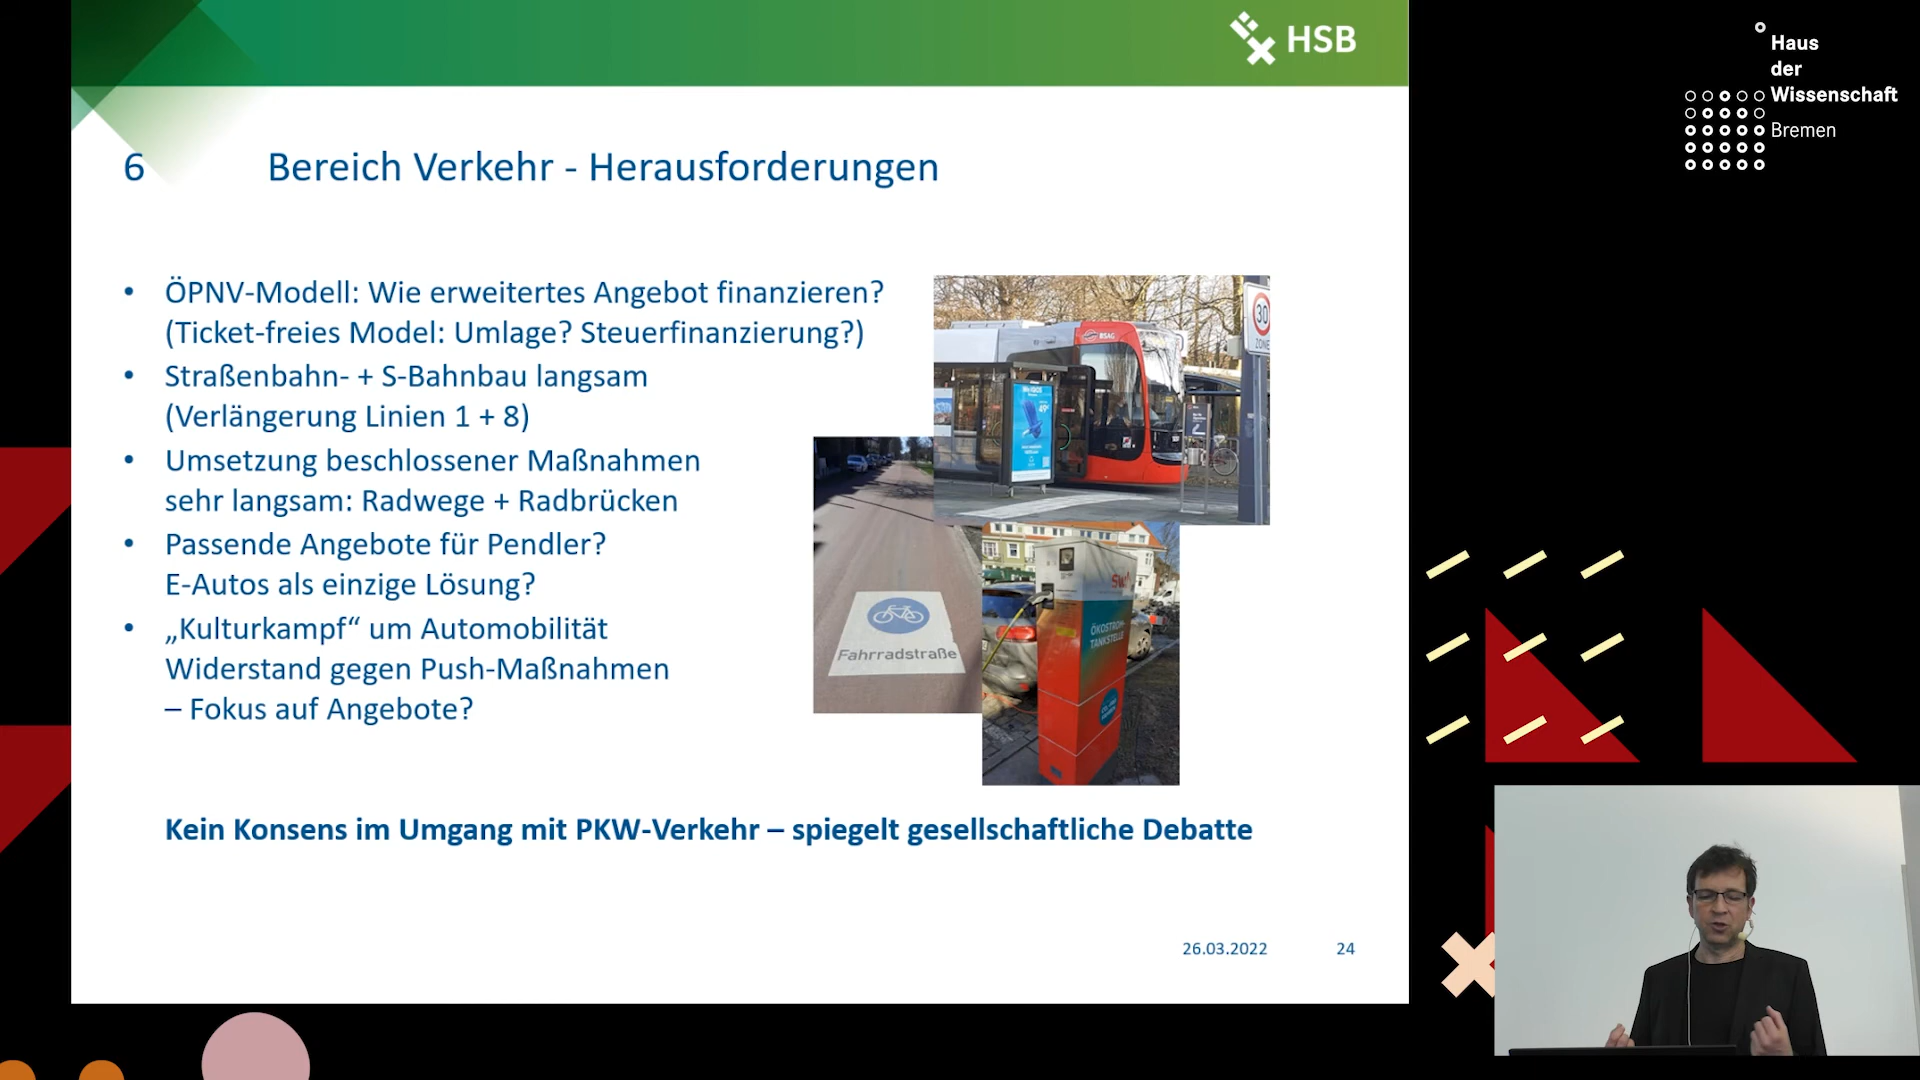 HSB
Haus
der
Wissenschaft
Bremen
6 Bereich Verkehr - Herausforderungen
• ÖPNV-Modell: Wie erweitertes Angebot finanzieren?
(Ticket-freies Model: Umlage? Steuerfinanzierung?)
• Straßenbahn- + S-Bahnbau langsam
(Verlängerung Linien 1 + 8)
• Umsetzung beschlossener Maßnahmen
sehr langsam: Radwege + Radbrücken
• Passende Angebote für Pendler?
E-Autos als einzige Lösung?
• „Kulturkampf“ um Automobilität
Widerstand gegen Push-Maßnahmen
– Fokus auf Angebote?
30
ZONE
BSAG
49
Fahrradstraße
ÖKOSTROM-
TANKSTELLE
Kein Konsens im Umgang mit PKW-Verkehr – spiegelt gesellschaftliche Debatte
26.03.2022 24